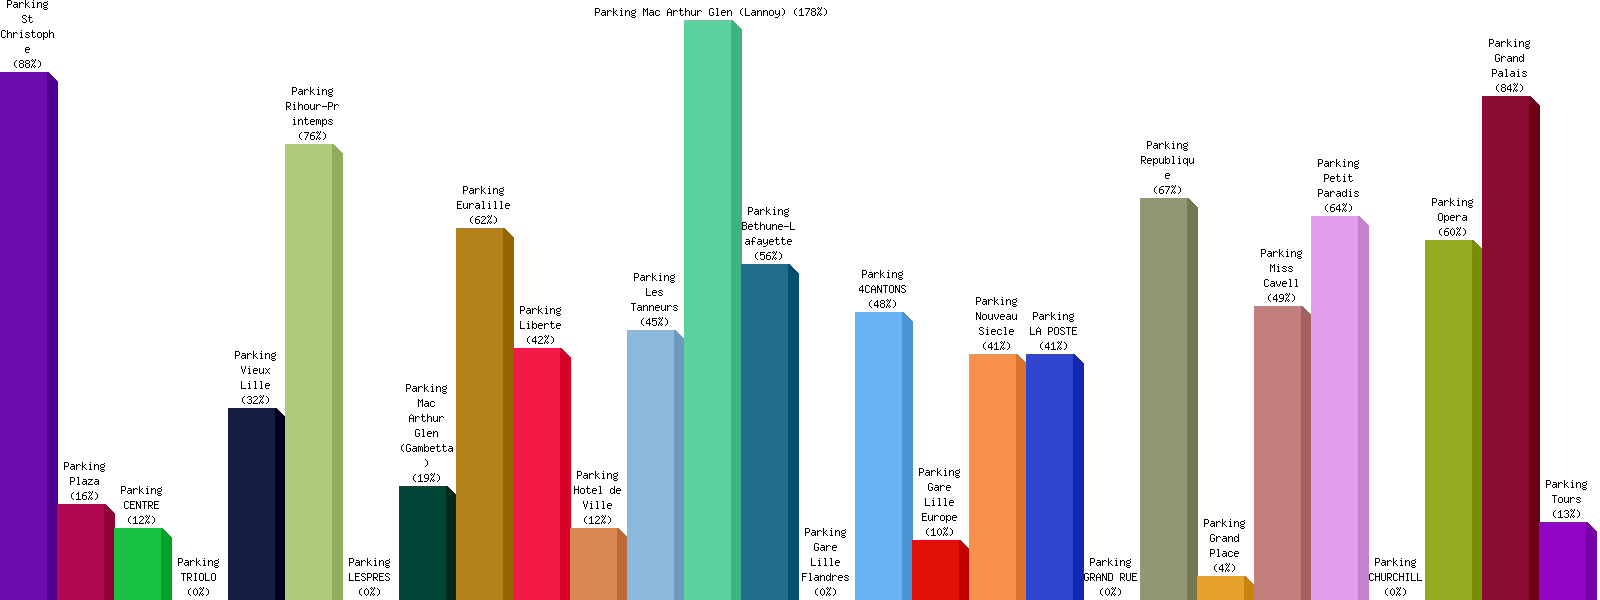 Parking
St
Christoph
e
(88%)
Parking
Plaza
(16%)
Parking
CENTRE
(12%)
Parking
TRIOLO
(0%)
Parking
Vieux
Lille
(32%)
Parking
Rihour-Pr
intemps
(76%)
Parking
LESPRES
(0%)
Parking
Mac
Arthur
Glen
(Gambetta
)
(19%)
Parking
Euralille
(62%)
Parking
Liberte
(42%)
Parking
Hotel de
Ville
(12%)
Parking
Les
Tanneurs
(45%)
Parking Mac Arthur Glen (Lannoy) (178%)
Parking
Bethune-L
afayette
(56%)
Parking
Gare
Lille
Flandres
(0%)
Parking
4CANTONS
(48%)
Parking
Gare
Lille
Europe
(10%)
Parking
Nouveau
Siecle
(41%)
Parking
LA POSTE
(41%)
Parking
GRAND RUE
(0%)
Parking
Republiqu
e
(67%)
Parking
Grand
Place
(4%)
Parking
Miss
Cavell
(49%)
Parking
Petit
Paradis
(64%)
Parking
CHURCHILL
(0%)
Parking
Opera
(60%)
Parking
Grand
Palais
(84%)
Parking
Tours
(13%)